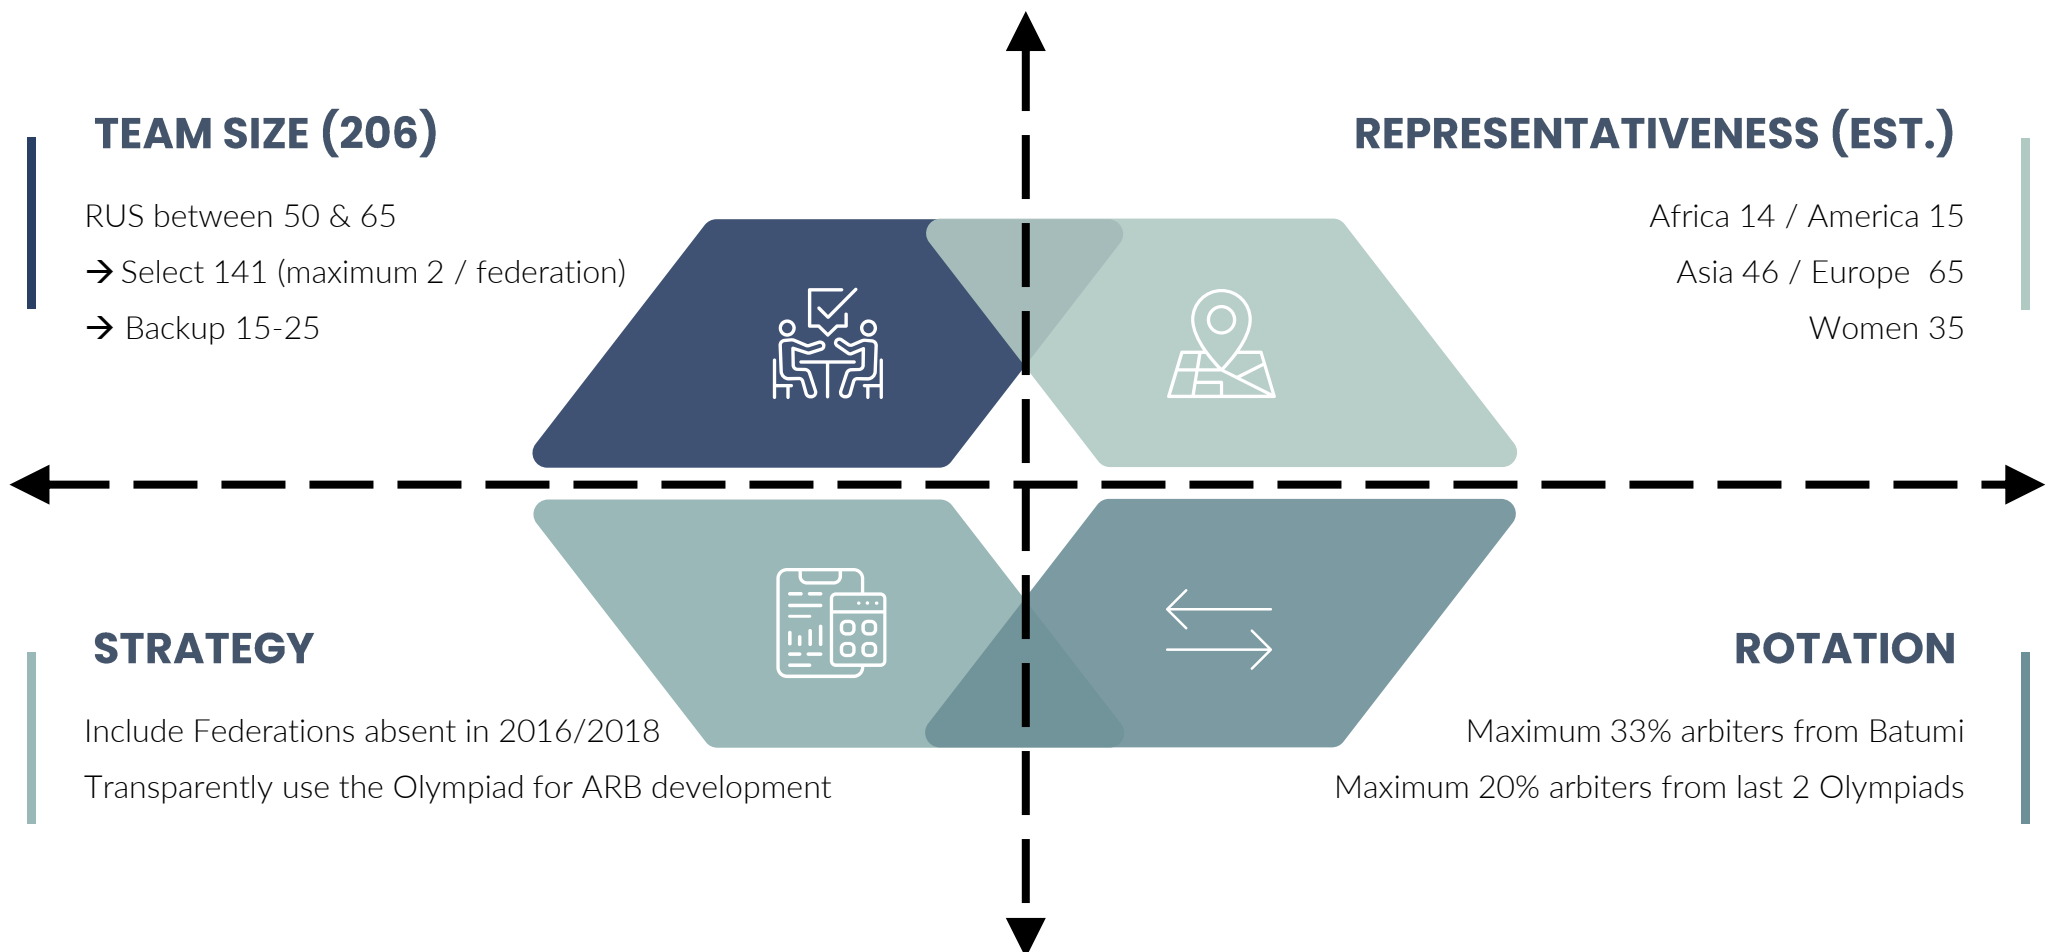 TEAM SIZE (206)
RUS between 50 & 65
→ Select 141 (maximum 2 / federation)
→ Backup 15-25
REPRESENTATIVENESS (EST.)
Africa 14 / America 15
Asia 46 / Europe  65
Women 35
STRATEGY
Include Federations absent in 2016/2018
Transparently use the Olympiad for ARB development
ROTATION
Maximum 33% arbiters from Batumi
Maximum 20% arbiters from last 2 Olympiads